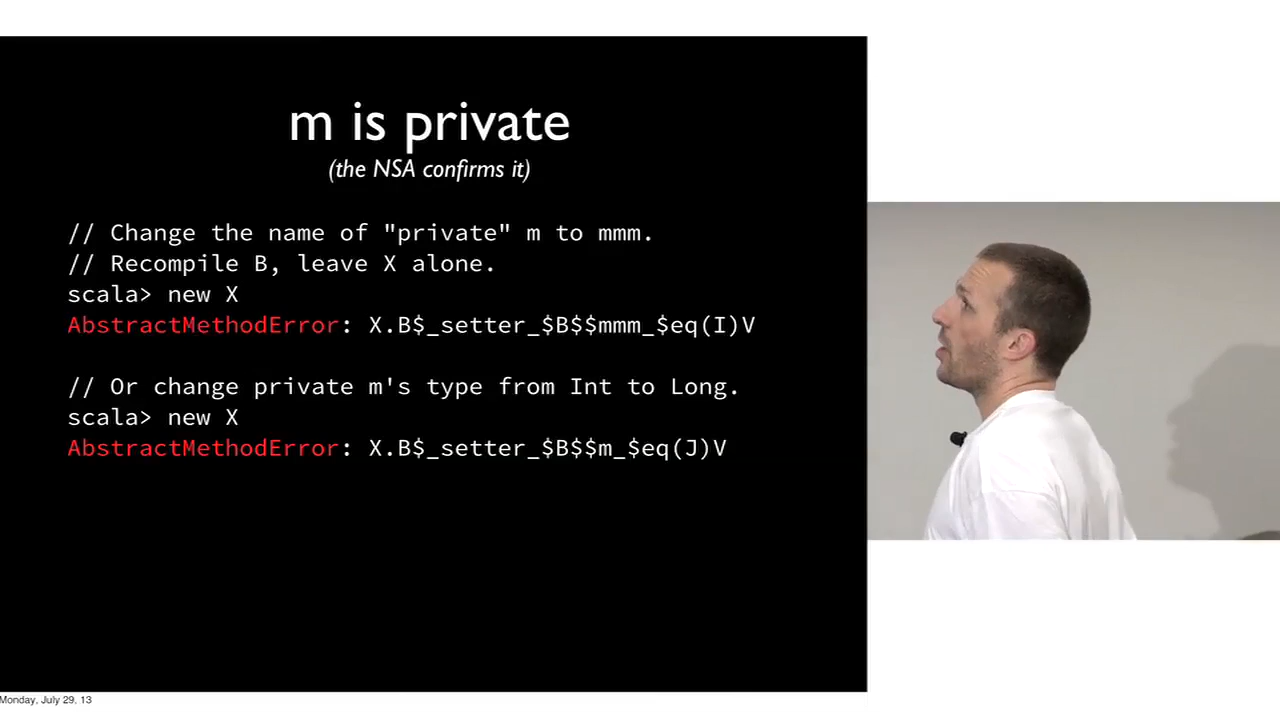 m is private
(the NSA confirms it)
// Change the name of "private" m to mmm.
// Recompile B, leave X alone.
scala> new X
AbstractMethodError: X.B$_setter_$B$$mmm_$eq(I)V
// Or change private m's type from Int to Long.
scala> new X
AbstractMethodError: X.B$_setter_$B$$m_$eq(J)V
Monday, July 29, 13